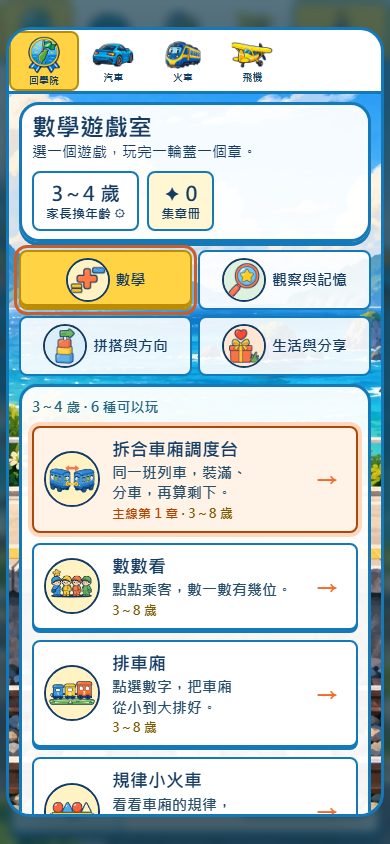 回學院
汽車
火車
飛機
數學遊戲室
選一個遊戲，玩完一輪蓋一個章。
3~4 歲
家長換年齡 ⚙
✦ 0
集章冊
數學
觀察與記憶
拼搭與方向
生活與分享
3~4 歲·6 種可以玩
拆合車廂調度台
同一班列車，裝滿、
分車，再算剩下。
主線第 1 章·3~8 歲
→
數數看
點點乘客，數一數有幾位。
3~8 歲
→
排車廂
點選數字，把車廂
從小到大排好。
3~8 歲
→
規律小火車
看看車廂的規律，
→